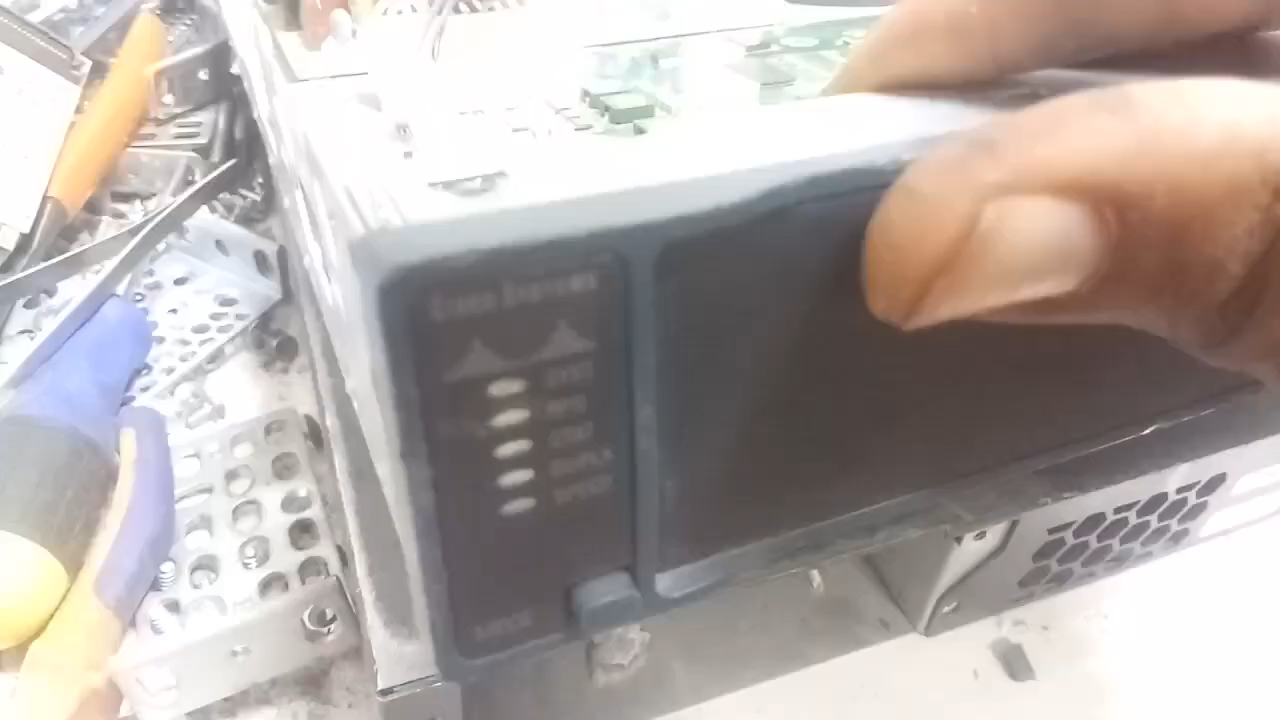 CISCO SYSTEMS
SYST
RPS
STAT
DUPLX
SPEED
MODE